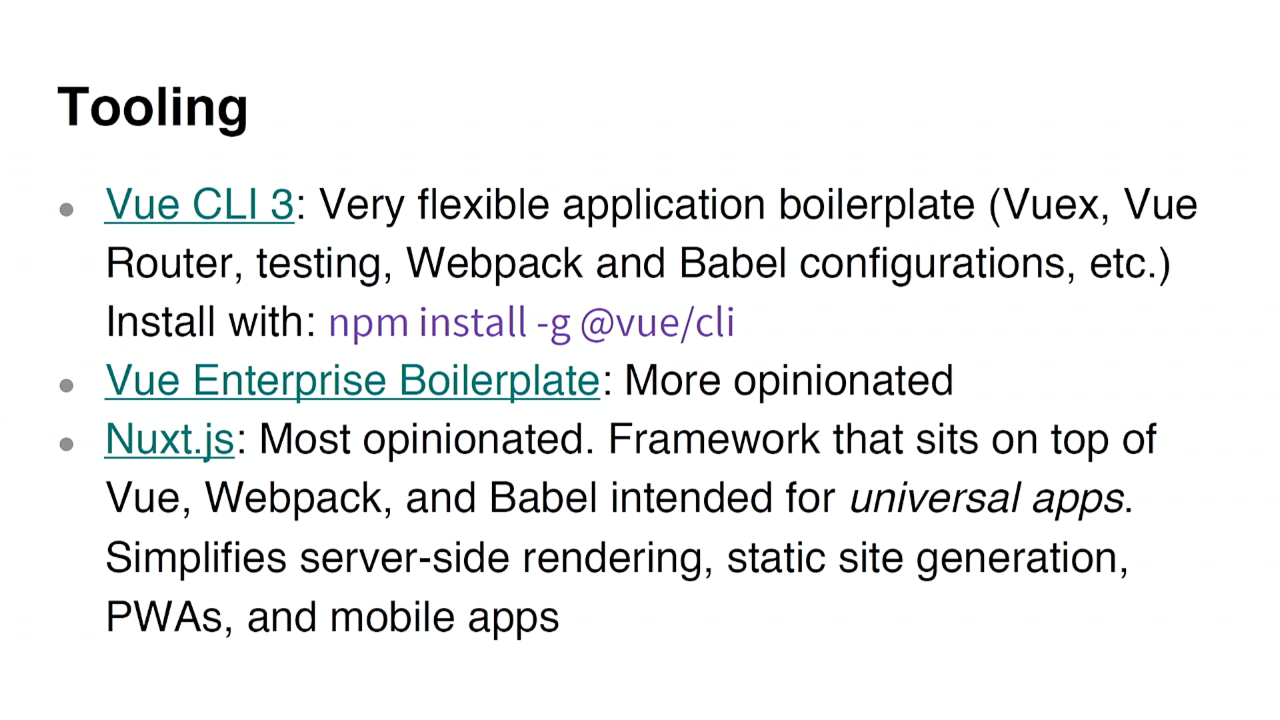 Tooling
Vue CLI 3: Very flexible application boilerplate (Vuex, Vue
Router, testing, Webpack and Babel configurations, etc.)
Install with: npm install -g @vue/cli
Vue Enterprise Boilerplate: More opinionated
Nuxt.js: Most opinionated. Framework that sits on top of
Vue, Webpack, and Babel intended for universal apps.
Simplifies server-side rendering, static site generation,
PWAs, and mobile apps